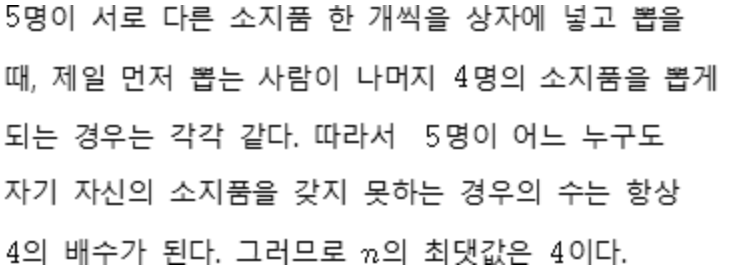 5명이 서로 다른 소지품 한 개씩을 상자에 넣고 뽑을
때, 제일 먼저 뽑는 사람이 나머지 4명의 소지품을 뽑게
되는 경우는 각각 같다. 따라서 5명이 어느 누구도
자기 자신의 소지품을 갖지 못하는 경우의 수는 항상
4의 배수가 된다. 그러므로 n의 최댓값은 4이다.